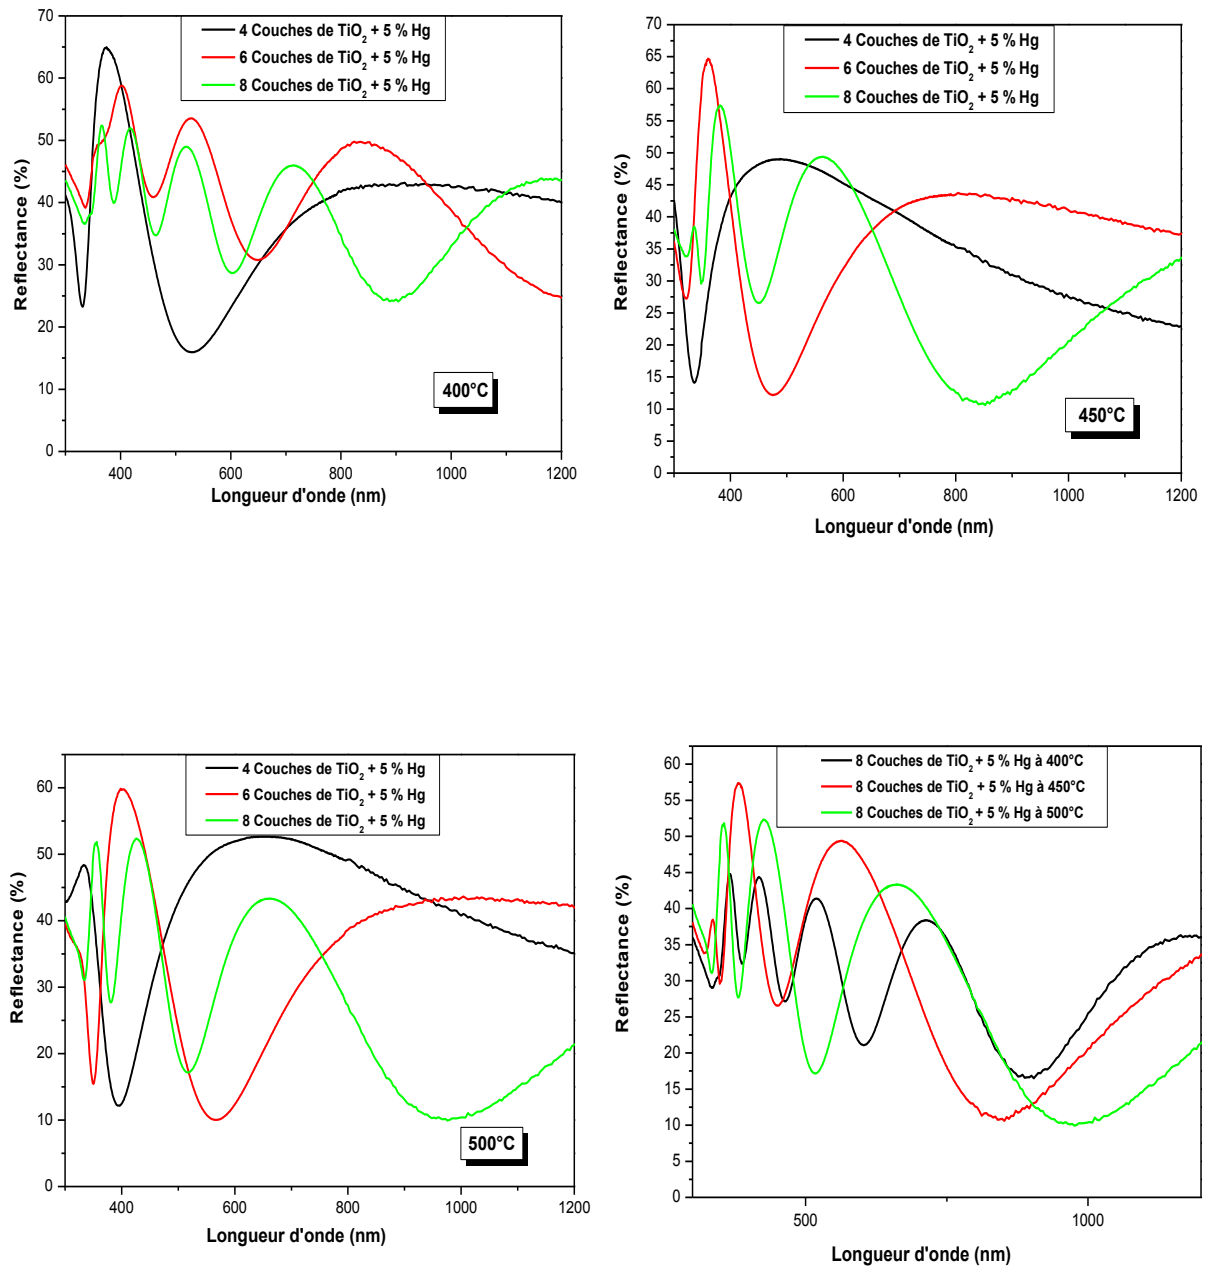 70
60
50
40
30
20
10
0
Reflectance (%)
4 Couches de TiO2 + 5 % Hg
6 Couches de TiO2 + 5 % Hg
8 Couches de TiO2 + 5 % Hg
400°C
400
600
800
1000
1200
Longueur d'onde (nm)
70
65
60
55
50
45
40
35
30
25
20
15
10
5
0
Reflectance (%)
4 Couches de TiO2 + 5 % Hg
6 Couches de TiO2 + 5 % Hg
8 Couches de TiO2 + 5 % Hg
450°C
400
600
800
1000
1200
Longueur d'onde (nm)
60
50
40
30
20
10
0
Reflectance (%)
4 Couches de TiO2 + 5 % Hg
6 Couches de TiO2 + 5 % Hg
8 Couches de TiO2 + 5 % Hg
500°C
400
600
800
1000
1200
Longueur d'onde (nm)
60
55
50
45
40
35
30
25
20
15
10
5
0
Reflectance (%)
8 Couches de TiO2 + 5 % Hg à 400°C
8 Couches de TiO2 + 5 % Hg à 450°C
8 Couches de TiO2 + 5 % Hg à 500°C
500
1000
Longueur d'onde (nm)